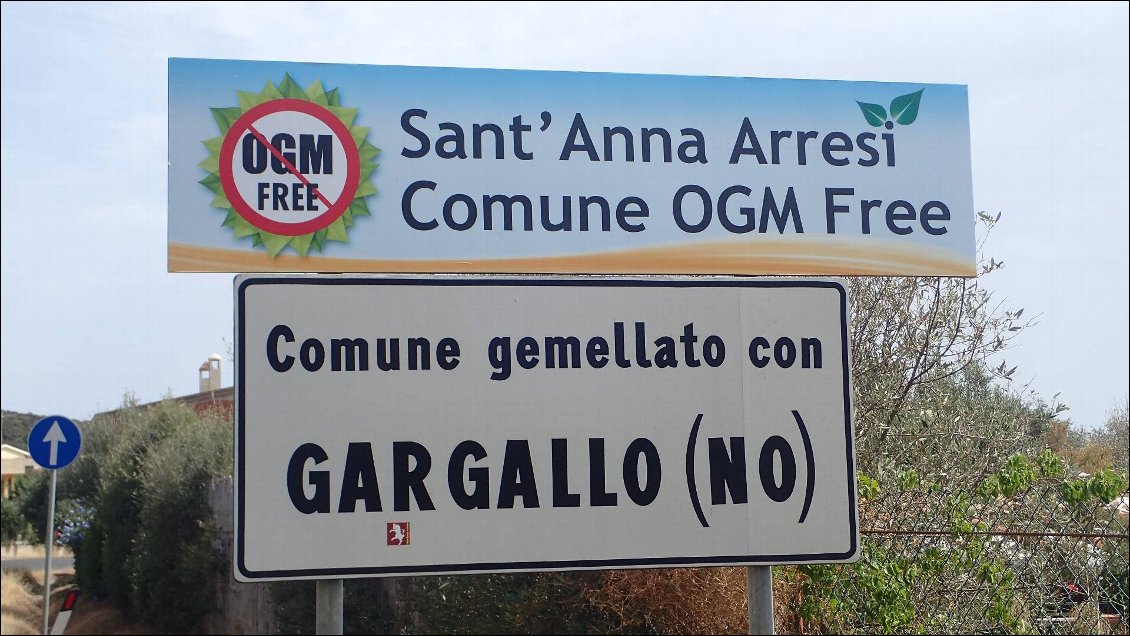 OGM
FREE
Sant'Anna Arresi
Comune OGM Free
Comune gemellato con
GARGALLO (NO)